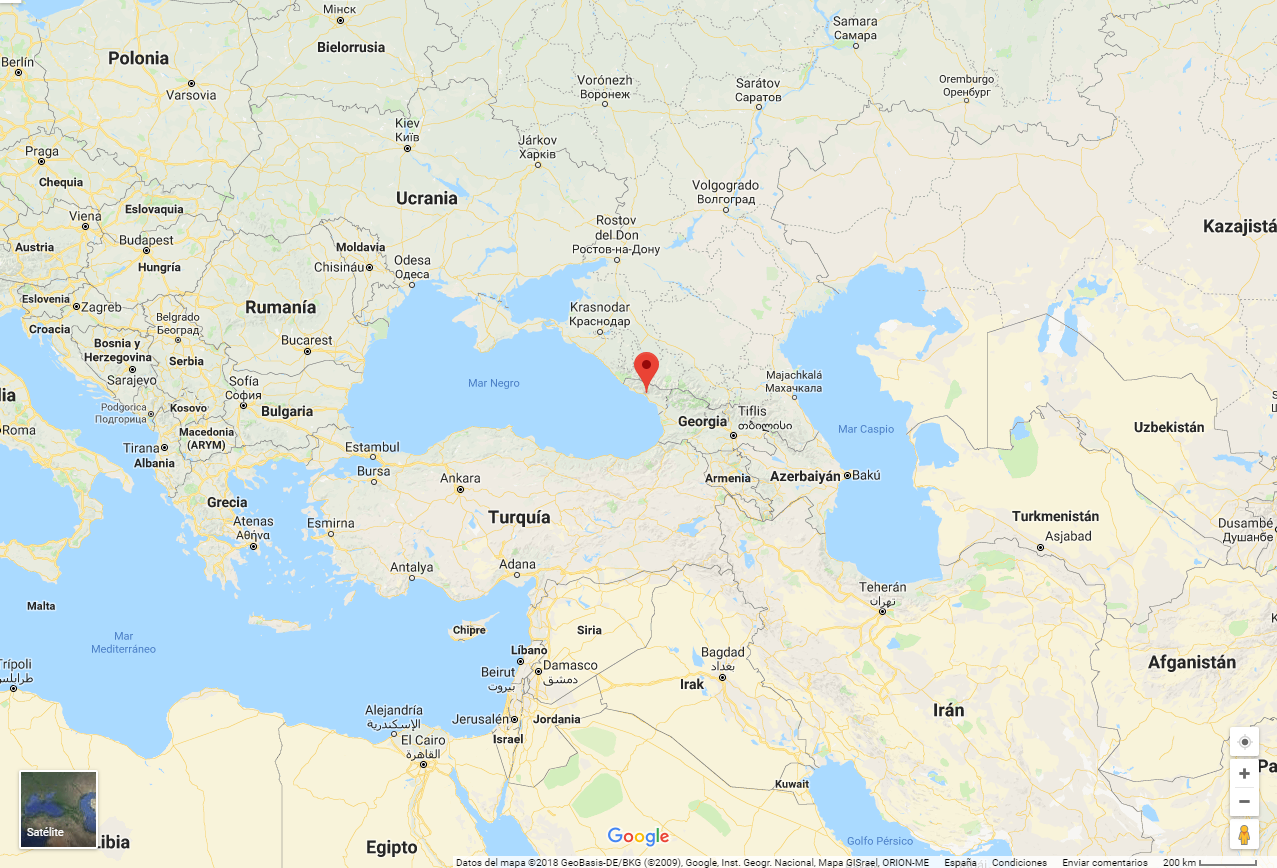 Мінск
Bielorrusia
Samara
Самара
Berlín
Polonia
Varsovia
Vorónezh
Воронеж
Sarátov
Саратов
Oremburgo
Оренбург
Kiev
Київ
Járkov
Харків
Praga
Chequia
Ucrania
Volgogrado
Волгоград
Eslovaquia
Viena
Rostov
del Don
Ростов-на-Дону
Kazajistá
Austria
Budapest
Hungría
Moldavia
Chisináu
Odesa
Одеса
Eslovenia
Zagreb
Rumanía
Krasnodar
Краснодар
Croacia
Belgrado
Београд
Bosnia y
Herzegovina
Bucarest
Serbia
Sarajevo
Sofía
София
Mar Negro
Majachkalá
Махачкала
lia
Podgorica
Подгорица
Kosovo
Bulgaria
Georgia
Tiflis
თბილისი
Roma
Macedonia
(ARYM)
Mar Caspio
Uzbekistán
Tirana
Albania
Estambul
Bursa
Ankara
Armenia
Azerbaiyán
Bakú
Grecia
Atenas
Αθήνα
Esmirna
Turquía
Turkmenistán
Asjabad
Dusambé
Душанбе
Antalya
Adana
Teherán
تهران
Malta
Mar
Mediterráneo
Chipre
Siria
Líbano
Beirut
بيروت
Damasco
دمشق
Bagdad
بغداد
Irak
Afganistán
Trípoli
طرابلس
Irán
Alejandría
الإسكندرية
Jerusalén
Jordania
El Cairo
القاهرة
Israel
Kuwait
Pa
Satélite
Libia
Egipto
Google
Golfo Pérsico
Datos del mapa ©2018 GeoBasis-DE/BKG (©2009), Google, Inst. Geogr. Nacional, Mapa GISrael, ORION-ME España Condiciones Enviar comentarios 200 km